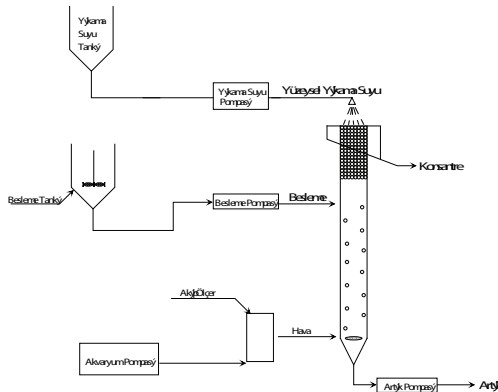 Yýkama
Suyu
Tanký
Yýkama Suyu
Pompasý
Yüzeysel Yýkama Suyu
Konsantre
Besleme Tanký
Besleme Pompasý
Besleme
AkýþÖlçer
Hava
Akvaryum Pompasý
Artýk Pompasý
Artýk